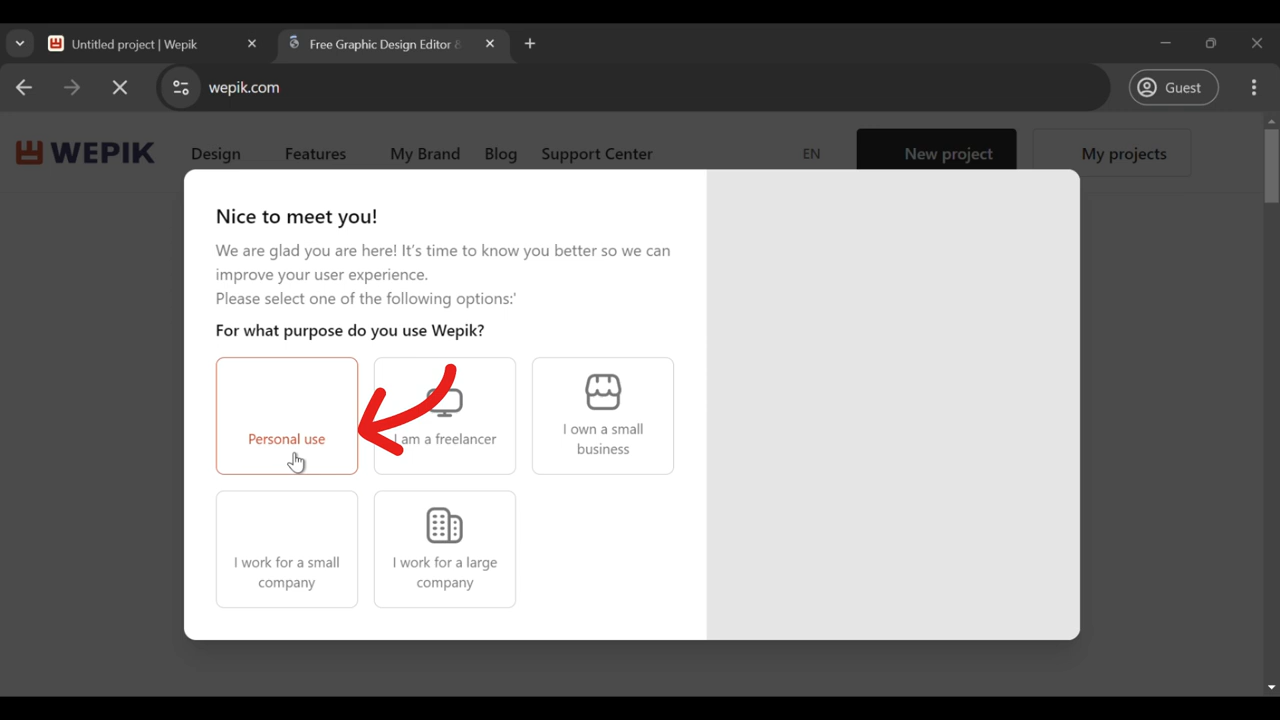 Untitled project | Wepik
Free Graphic Design Editor &
wepik.com
Guest
WEPIK
Design
Features
My Brand
Blog
Support Center
EN
New project
My projects
Nice to meet you!
We are glad you are here! It's time to know you better so we can
improve your user experience.
Please select one of the following options:'
For what purpose do you use Wepik?
Personal use
I am a freelancer
I own a small
business
I work for a small
company
I work for a large
company